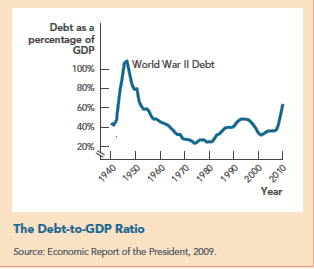 Debt as a
percentage of
GDP
World War II Debt
100%
80%
60%
40%
20%
1940 1950 1960 1970 1980 1990 2000 2010
Year
The Debt-to-GDP Ratio
Source: Economic Report of the President, 2009.